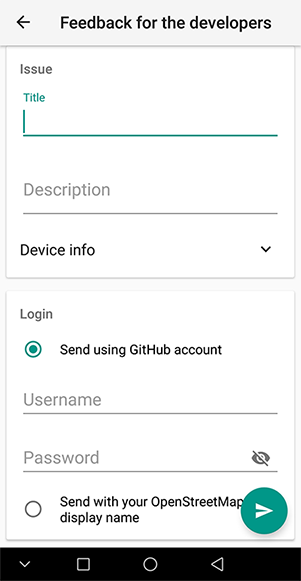 Feedback for the developers
Issue
Title
Description
Device info
Login
Send using GitHub account
Username
Password
Send with your OpenStreetMap
display name